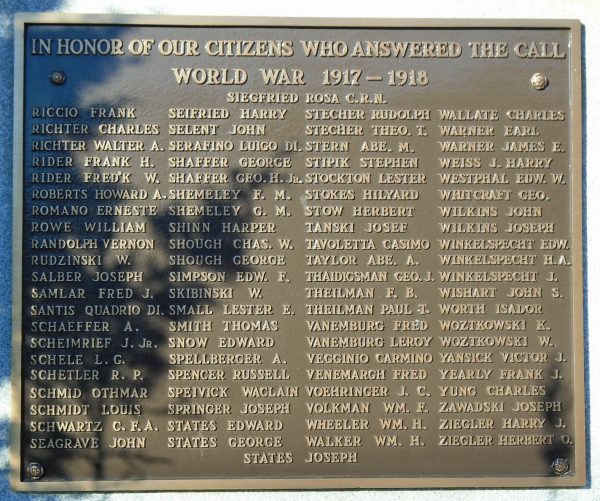 IN HONOR OF OUR CITIZENS WHO ANSWERED THE CALL
WORLD WAR 1917–1918
SIEGFRIED ROSA C.R.N.
RICCIO FRANK SEIFRIED HARRY STECHER RUDOLPH WALLATE CHARLES
RICHTER CHARLES SELENT JOHN STECHER THEO. T. WARNER EARL
RICHTER WALTER A. SERAFINO LUIGO DI. STERN ABE. M. WARNER JAMES E.
RIDER FRANK H. SHAFFER GEORGE STIPIK STEPHEN WEISS J. HARRY
RIDER FRED'K W. SHAFFER GEO. H. JR. STOCKTON LESTER WESTPHAL EDW. W.
ROBERTS HOWARD A. SHEMELEY F. M. STOKES HILYARD WHITCRAFT GEO.
ROMANO ERNESTE SHEMELEY G. M. STOW HERBERT WILKINS JOHN
ROWE WILLIAM SHINN HARPER TANSKI JOSEF WILKINS JOSEPH
RANDOLPH VERNON SHOUGH CHAS. W. TAVOLETTA CASIMO WINKELSPECHT EDW.
RUDZINSKI W. SHOUGH GEORGE TAYLOR ABE. A. WINKELSPECHT H.A.
SALBER JOSEPH SIMPSON EDW. F. THAIDIGSMAN GEO. J. WINKELSPECHT J.
SAMLAR FRED J. SKIBINSKI W. THEILMAN F. B. WISHART JOHN S.
SANTIS QUADRIO DI. SMALL LESTER E. THEILMAN PAUL T. WORTH ISADOR
SCHAEFFER A. SMITH THOMAS VANEMBURG FRED WOZTKOWSKI K.
SCHEIMRIEF J. JR. SNOW EDWARD VANEMBURG LEROY WOZTKOWSKI W.
SCHELE L. G. SPELLBERGER A. VEGGINIO CARMINO YANSICK VICTOR J.
SCHETLER R. P. SPENCER RUSSELL VENEMARGH FRED YEARLY FRANK J.
SCHMID OTHMAR SPEIVICK WACLAIN VOEHRINGER J. C. YUNG CHARLES
SCHMIDT LOUIS SPRINGER JOSEPH VOLKMAN WM. F. ZAWADSKI JOSEPH
SCHWARTZ G. F. A. STATES EDWARD WHEELER WM. H. ZIEGLER HARRY J.
SEAGRAVE JOHN STATES GEORGE WALKER WM. H. ZIEGLER HERBERT O.
STATES JOSEPH